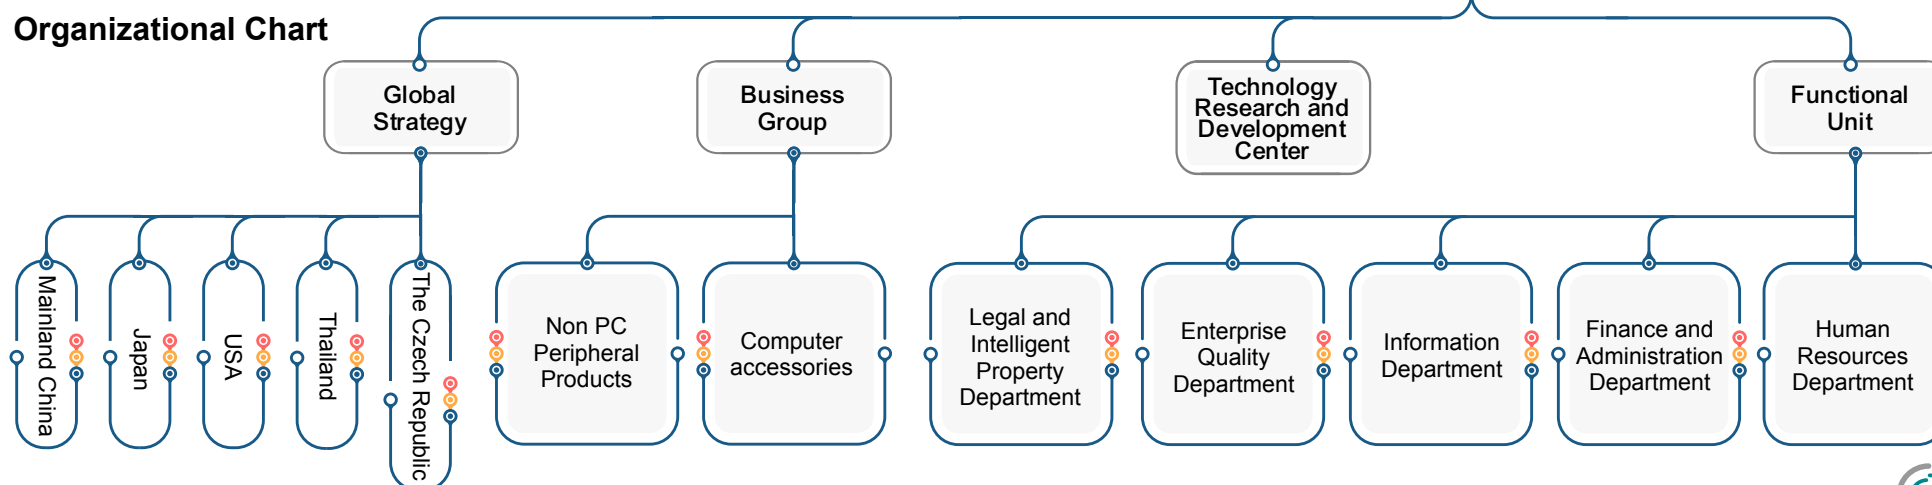 Organizational Chart
Global
Strategy
Business
Group
Technology
Research and
Development
Center
Functional
Unit
Mainland China
Japan
USA
Thailand
The Czech Republic
Non PC
Peripheral
Products
Computer
accessories
Legal and
Intelligent
Property
Department
Enterprise
Quality
Department
Information
Department
Finance and
Administration
Department
Human
Resources
Department